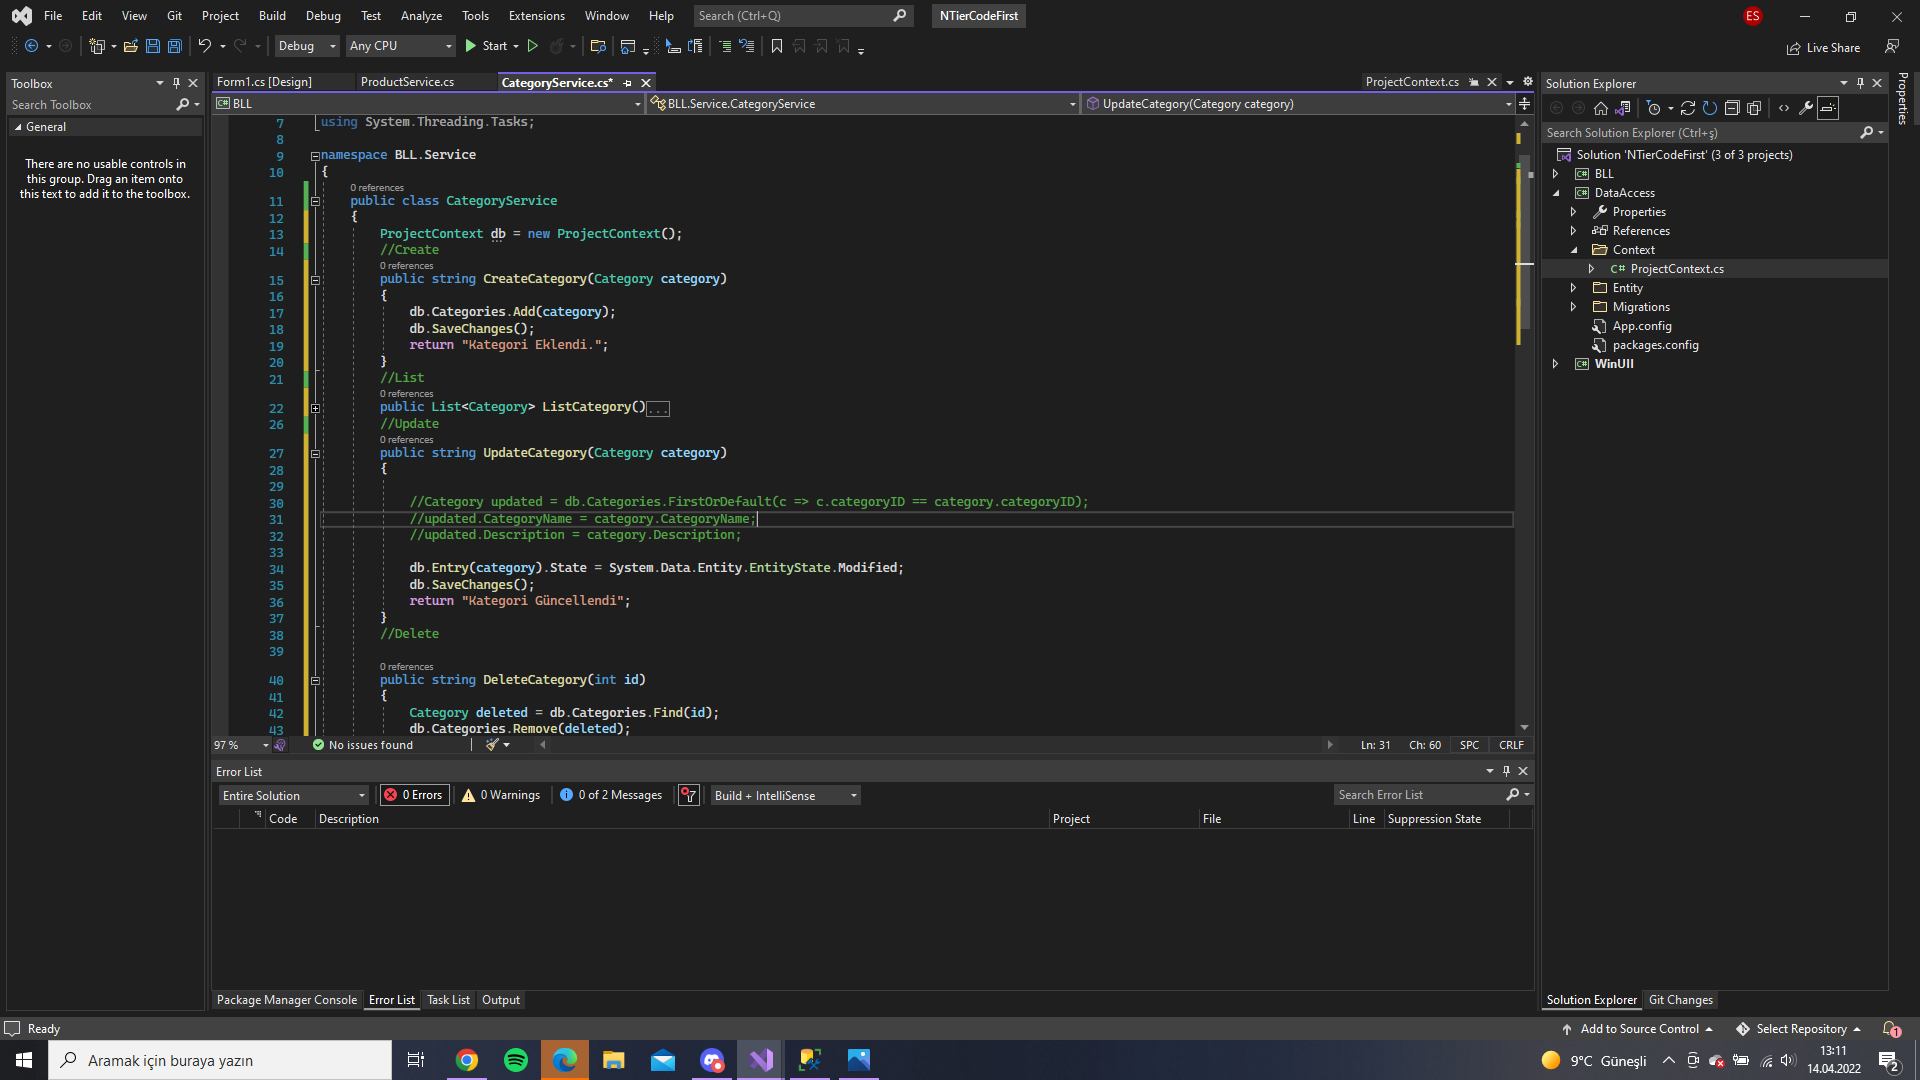 File Edit View Git Project Build Debug Test Analyze Tools Extensions Window Help Search (Ctrl+Q) NTierCodeFirst ES
Debug Any CPU Start Live Share
Toolbox
Search Toolbox
General
There are no usable controls in
this group. Drag an item onto
this text to add it to the toolbox.
Form1.cs [Design] ProductService.cs CategoryService.cs* ProjectContext.cs
BLL BLL.Service.CategoryService UpdateCategory(Category category)
7 using System.Threading.Tasks;
8
9 namespace BLL.Service
10 {
0 references
11 public class CategoryService
12 {
13 ProjectContext db = new ProjectContext();
14 //Create
0 references
15 public string CreateCategory(Category category)
16 {
17 db.Categories.Add(category);
18 db.SaveChanges();
19 return "Kategori Eklendi.";
20 }
21 //List
0 references
22 public List<Category> ListCategory()...
26 //Update
0 references
27 public string UpdateCategory(Category category)
28 {
29
30 //Category updated = db.Categories.FirstOrDefault(c => c.categoryID == category.categoryID);
31 //updated.CategoryName = category.CategoryName;
32 //updated.Description = category.Description;
33
34 db.Entry(category).State = System.Data.Entity.EntityState.Modified;
35 db.SaveChanges();
36 return "Kategori Güncellendi";
37 }
38 //Delete
39
0 references
40 public string DeleteCategory(int id)
41 {
42 Category deleted = db.Categories.Find(id);
43 db.Categories.Remove(deleted);
97 % No issues found Ln: 31 Ch: 60 SPC CRLF
Error List
Entire Solution 0 Errors 0 Warnings 0 of 2 Messages Build + IntelliSense Search Error List
Code Description Project File Line Suppression State
Package Manager Console Error List Task List Output
Solution Explorer
Search Solution Explorer (Ctrl+ş)
Solution 'NTierCodeFirst' (3 of 3 projects)
C# BLL
C# DataAccess
Properties
References
Context
C# ProjectContext.cs
Entity
Migrations
App.config
packages.config
C# WinUII
Solution Explorer Git Changes
Properties
Ready Add to Source Control Select Repository 1
Aramak için buraya yazın 9°C Güneşli 13:11
14.04.2022 2